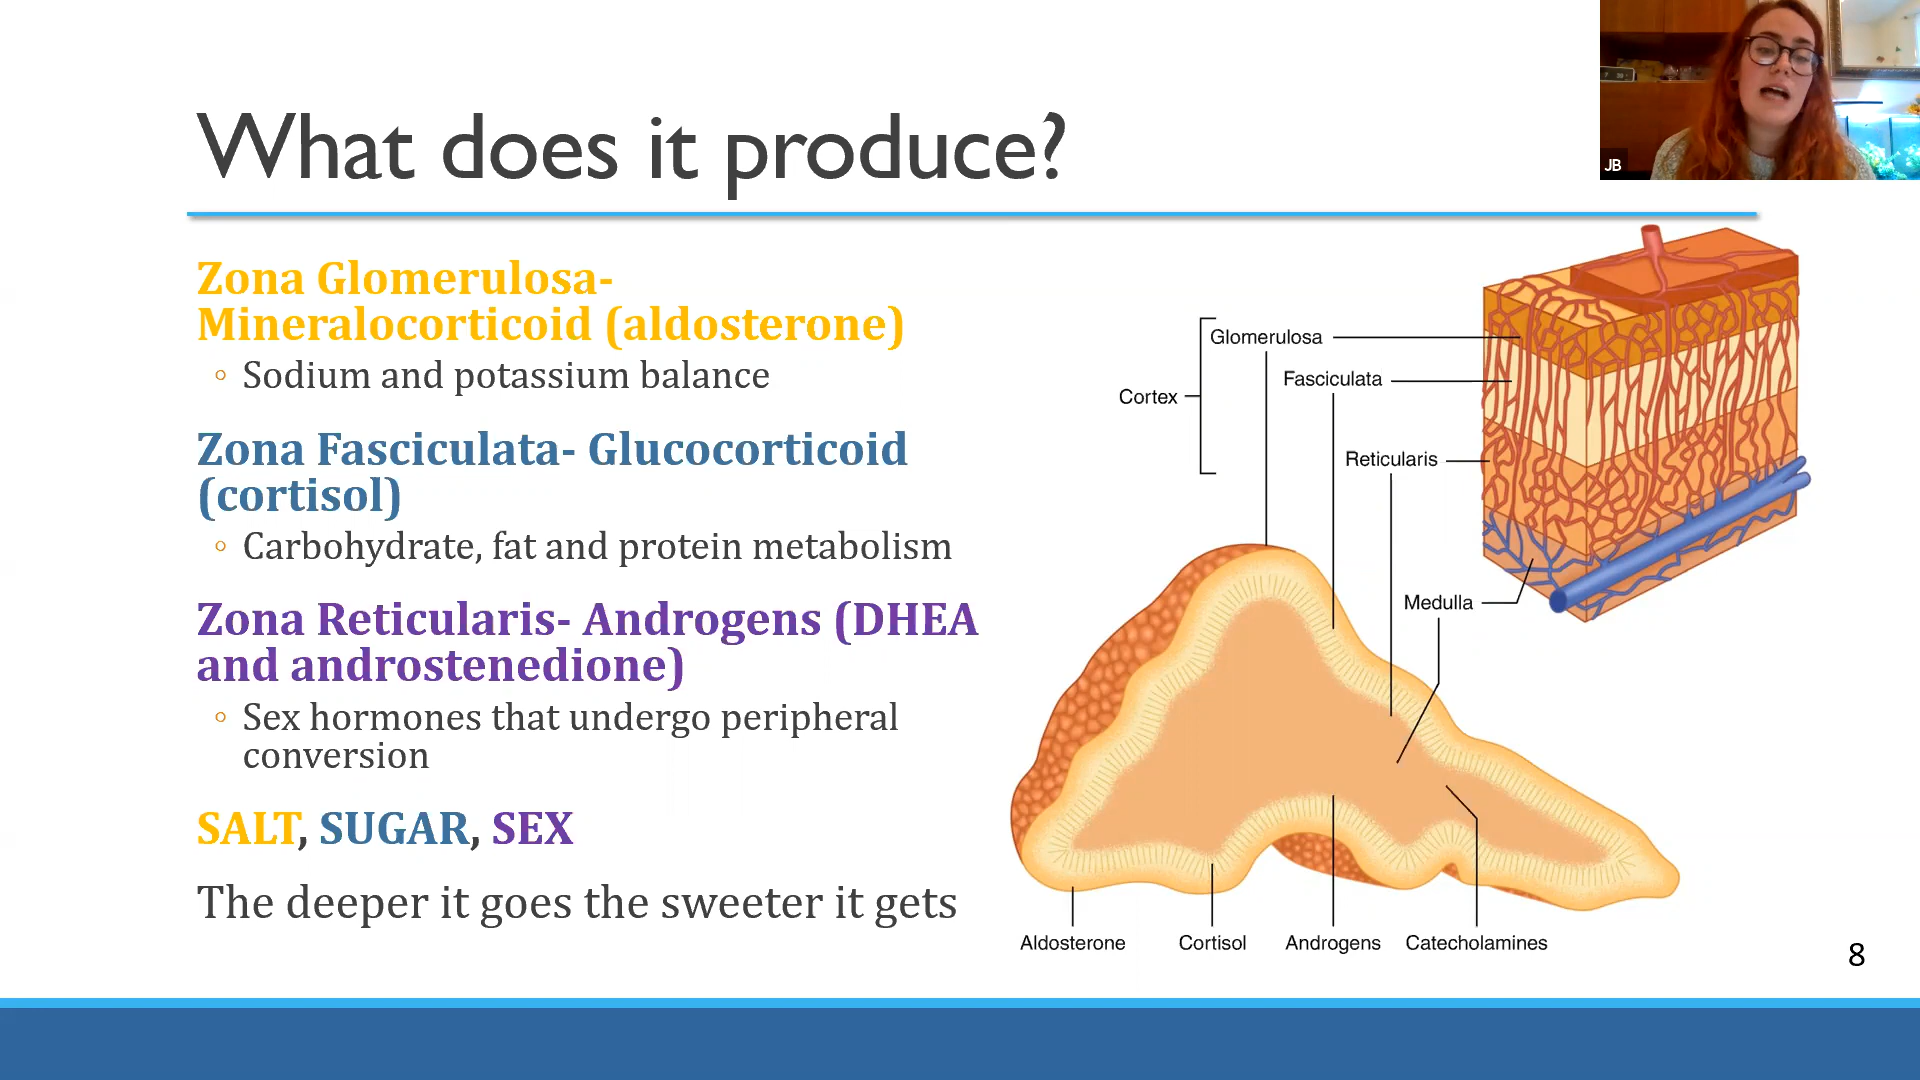 What does it produce?
JB
Zona Glomerulosa-
Mineralocorticoid (aldosterone)
◦ Sodium and potassium balance
Zona Fasciculata- Glucocorticoid
(cortisol)
◦ Carbohydrate, fat and protein metabolism
Zona Reticularis- Androgens (DHEA
and androstenedione)
◦ Sex hormones that undergo peripheral
conversion
SALT, SUGAR, SEX
The deeper it goes the sweeter it gets
Glomerulosa
Fasciculata
Cortex
Reticularis
Medulla
Aldosterone
Cortisol
Androgens
Catecholamines
8